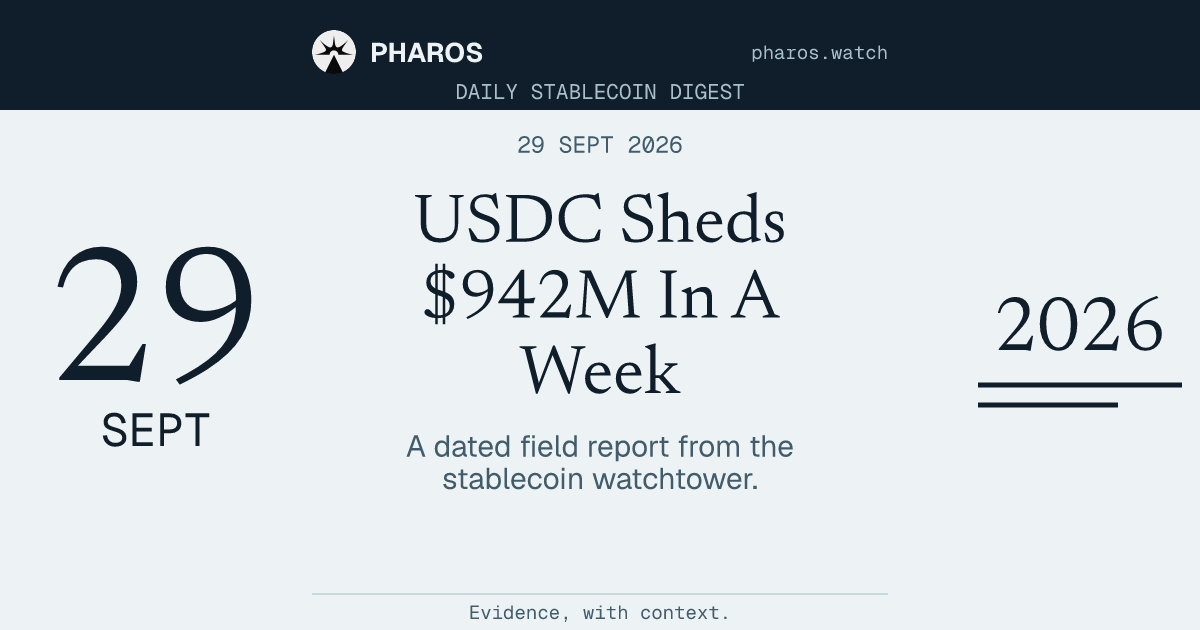 PHAROS
pharos.watch
DAILY STABLECOIN DIGEST
29 SEPT 2026
USDC Sheds
$942M In A
Week
A dated field report from the
stablecoin watchtower.
29
SEPT
2026
Evidence, with context.